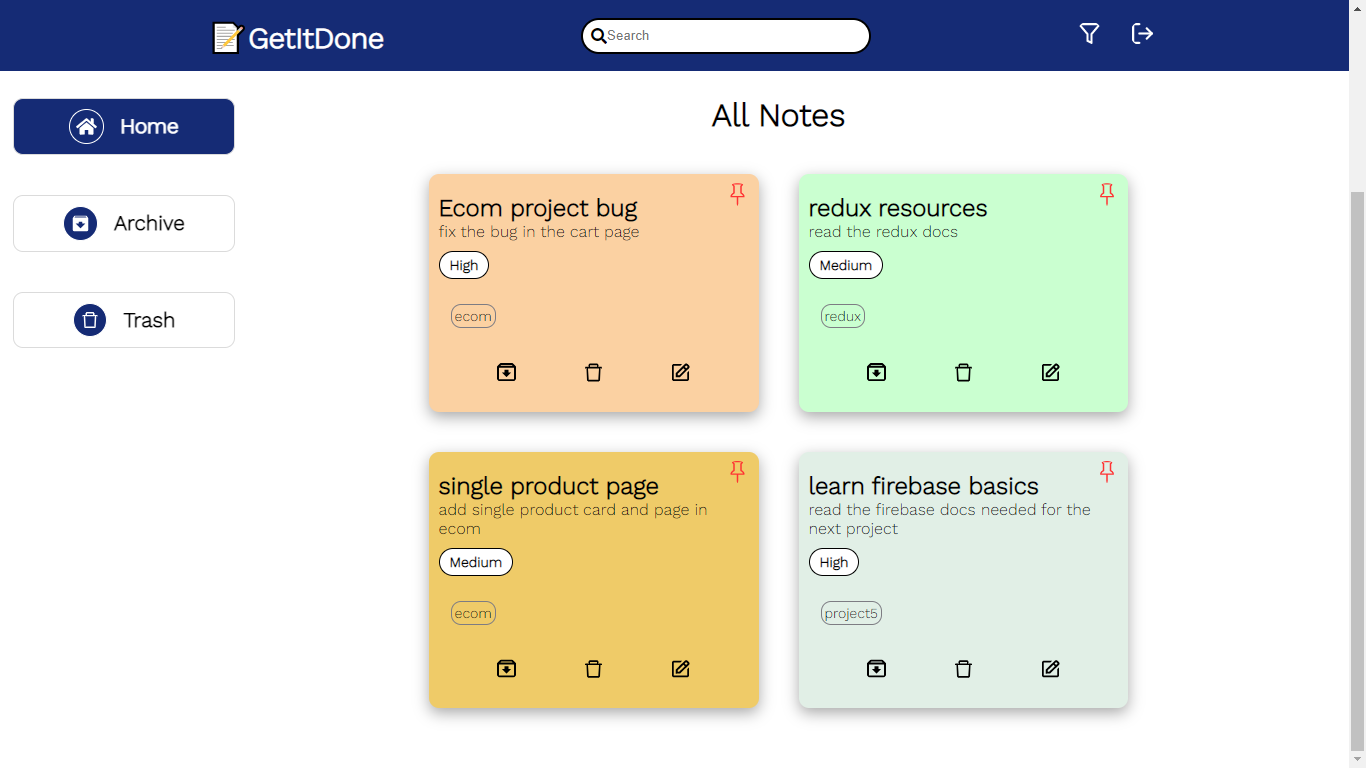 GetItDone
Search
Home
Archive
Trash
All Notes
Ecom project bug
fix the bug in the cart page
High
ecom
redux resources
read the redux docs
Medium
redux
single product page
add single product card and page in
ecom
Medium
ecom
learn firebase basics
read the firebase docs needed for the
next project
High
project5